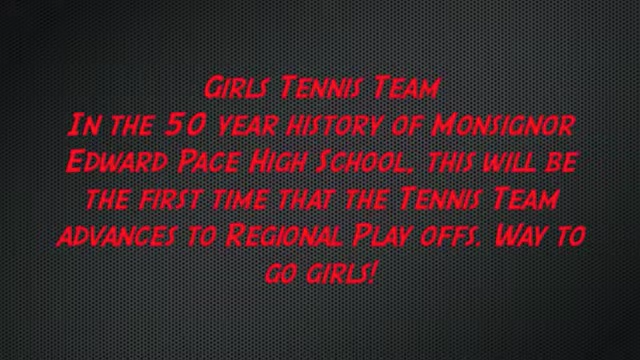 Girls Tennis Team
In the 50 year history of Monsignor
Edward Pace High School, this will be
the first time that the Tennis Team
advances to Regional Play offs. Way to
go girls!